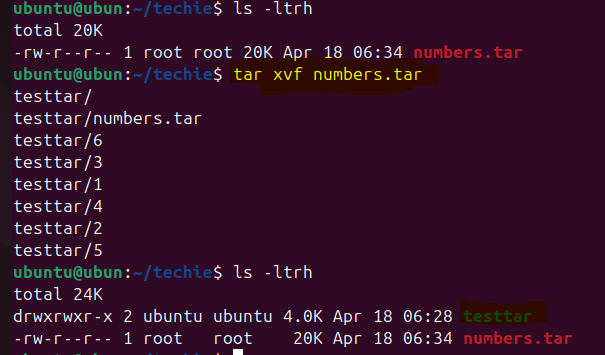 ubuntu@ubun:~/techie$ ls -ltrh
total 20K
-rw-r--r-- 1 root root 20K Apr 18 06:34 numbers.tar
ubuntu@ubun:~/techie$ tar xvf numbers.tar
testtar/
testtar/numbers.tar
testtar/6
testtar/3
testtar/1
testtar/4
testtar/2
testtar/5
ubuntu@ubun:~/techie$ ls -ltrh
total 24K
drwxrwxr-x 2 ubuntu ubuntu 4.0K Apr 18 06:28 testtar
-rw-r--r-- 1 root   root    20K Apr 18 06:34 numbers.tar